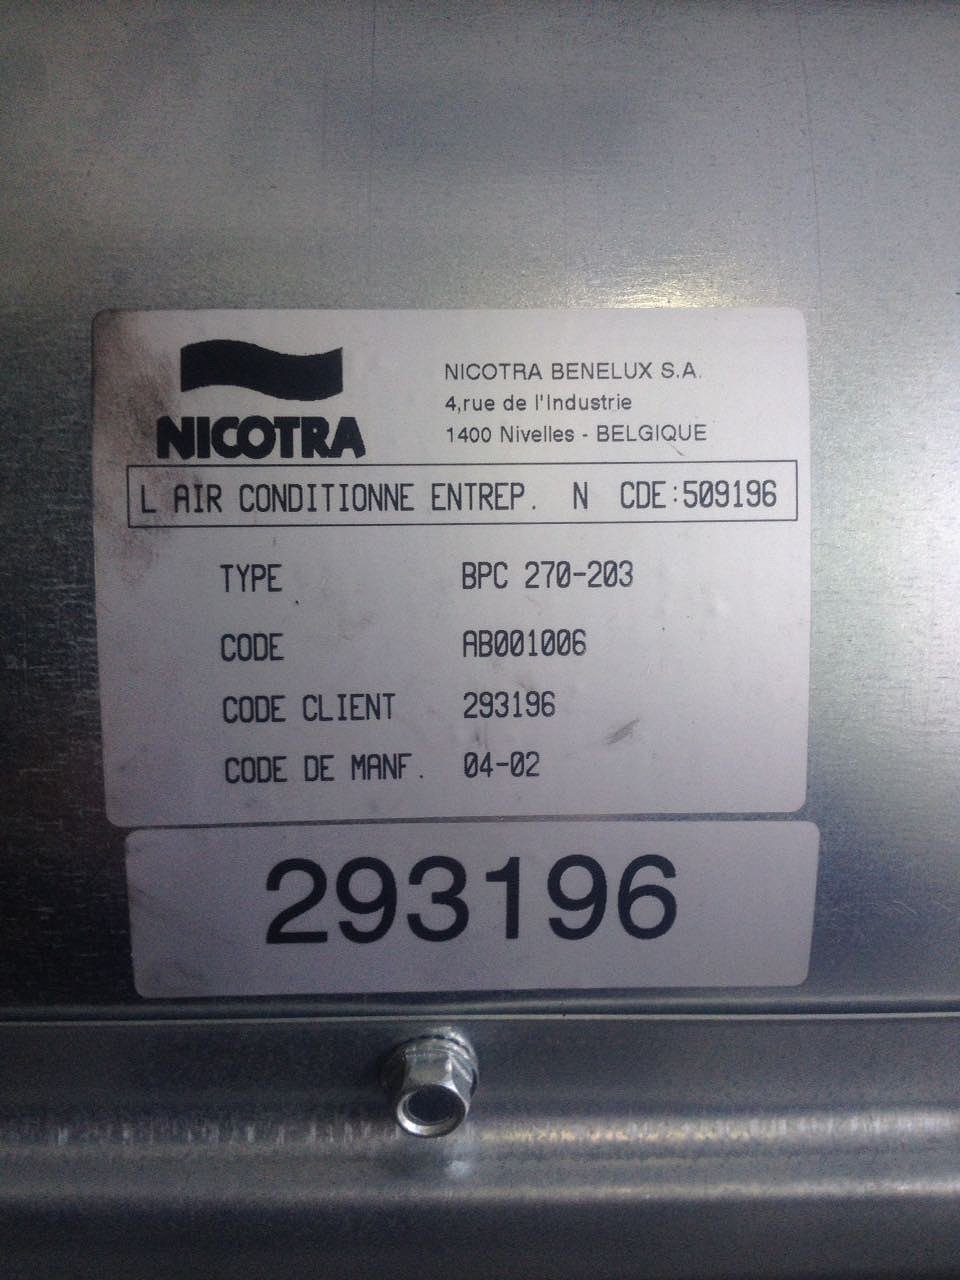 NICOTRA
NICOTRA BENELUX S.A.
4,rue de l'Industrie
1400 Nivelles - BELGIQUE
L AIR CONDITIONNE ENTREP. N CDE:509196
TYPE BPC 270-203
CODE AB001006
CODE CLIENT 293196
CODE DE MANF. 04-02
293196